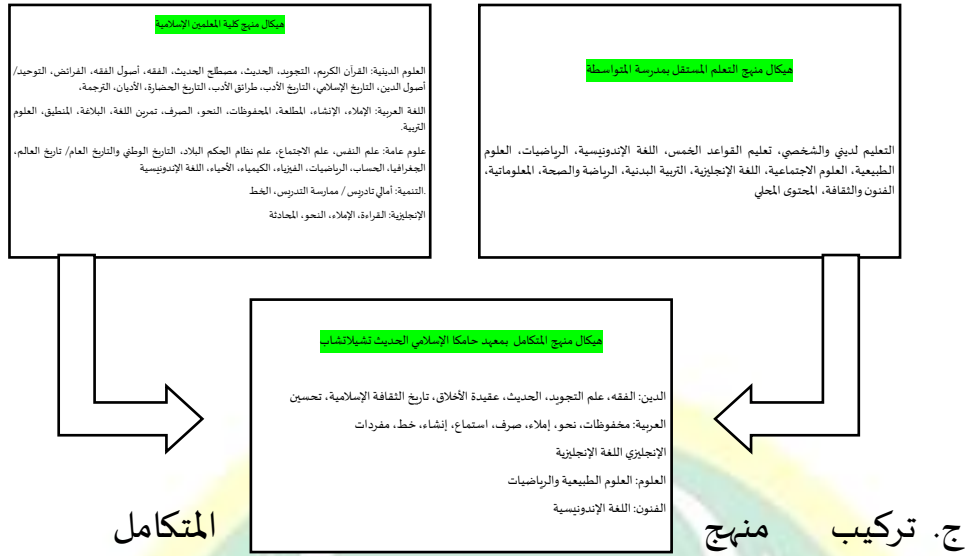 هيكال منهج كلية المعلمين الإسلامية
العلوم الدينية: القرآن الكريم، التجويد، الحديث، مصطلح الحديث، الفقه، أصول الفقه، الفرائض، التوحيد/
أصول الدين، التاريخ الإسلامي، التاريخ الأدب، طرائق الأدب، التاريخ الحضارة، الأديان، الترجمة،
اللغة العربية: الإملاء، الإنشاء، المطلعة، المحفوظات، النحو، الصرف، تمرين اللغة، البلاغة، المنطيق، العلوم
التربية.
علوم عامة: علم النفس، علم الاجتماع، علم نظام الحكم البلاد، التاريخ الوطني والتاريخ العام/ تاريخ العالم،
الجغرافيا، الحساب، الرياضيات، الفيزياء، الكيمياء، الأحياء، اللغة الإندونيسية
.التنمية: أمالي تادريس / ممارسة التدريس، الخط
الإنجليزية: القراءة، الإملاء، النحو، المحادثة
هيكال منهج التعلم المستقل بمدرسة المتواسطة
التعليم لديني والشخصي، تعليم القواعد الخمس، اللغة الإندونيسية، الرياضيات، العلوم
الطبيعية، العلوم الاجتماعية، اللغة الإنجليزية، التربية البدنية، الرياضة والصحة، المعلوماتية،
الفنون والثقافة، المحتوى المحلي
هيكال منهج المتكامل بمعهد حامكا الإسلامي الحديث تشيلاتشاب
الدين: الفقه، علم التجويد، الحديث، عقيدة الأخلاق، تاريخ الثقافة الإسلامية، تحسين
العربية: مخفوظات، نحو، إملاء، صرف، استماع، إنشاء، خط، مفردات
الإنجليزي اللغة الإنجليزية
العلوم: العلوم الطبيعية والرياضيات
الفنون: اللغة الإندونيسية
ج. تركيب منهج المتكامل